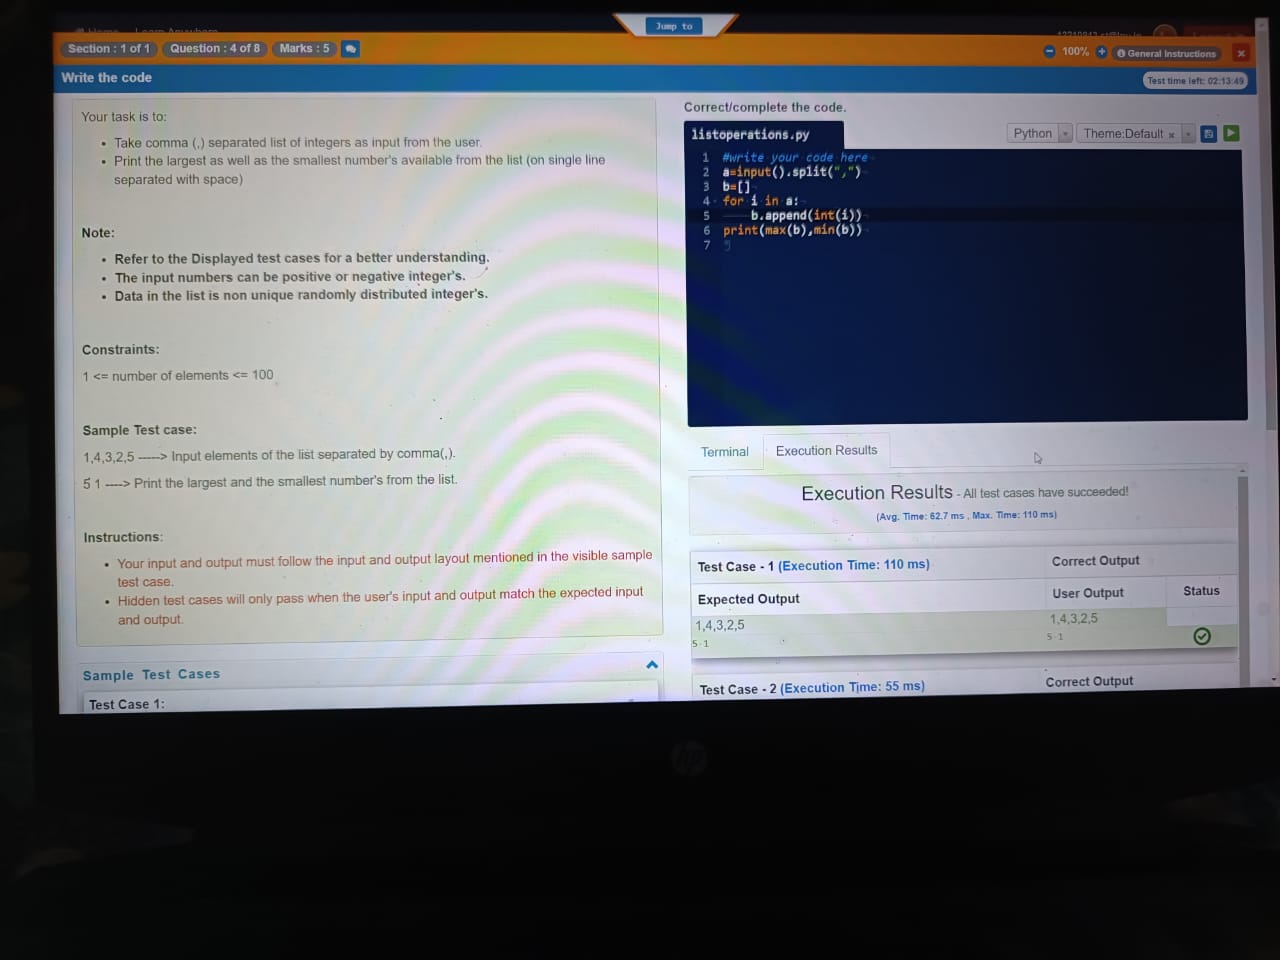 Jump to
Section : 1 of 1 Question : 4 of 8 Marks : 5
100% General Instructions
Write the code
Test time left: 02:13:49
Your task is to:
• Take comma (,) separated list of integers as input from the user.
• Print the largest as well as the smallest number's available from the list (on single line
separated with space)
Note:
• Refer to the Displayed test cases for a better understanding.
• The input numbers can be positive or negative integer's.
• Data in the list is non unique randomly distributed integer's.
Constraints:
1 <= number of elements <= 100
Sample Test case:
1,4,3,2,5 -----> Input elements of the list separated by comma(,).
5 1 ----> Print the largest and the smallest number's from the list.
Instructions:
• Your input and output must follow the input and output layout mentioned in the visible sample
test case.
• Hidden test cases will only pass when the user's input and output match the expected input
and output.
Sample Test Cases
Test Case 1:
Correct/complete the code.
listoperations.py
Python Theme:Default
1 #write your code here
2 a=input().split(",")
3 b=[]
4 for i in a:
5 b.append(int(i))
6 print(max(b),min(b))
7
Terminal Execution Results
Execution Results - All test cases have succeeded!
(Avg. Time: 62.7 ms , Max. Time: 110 ms)
Test Case - 1 (Execution Time: 110 ms) Correct Output
Expected Output User Output Status
1,4,3,2,5 1,4,3,2,5
5·1 5·1
Test Case - 2 (Execution Time: 55 ms) Correct Output
hp